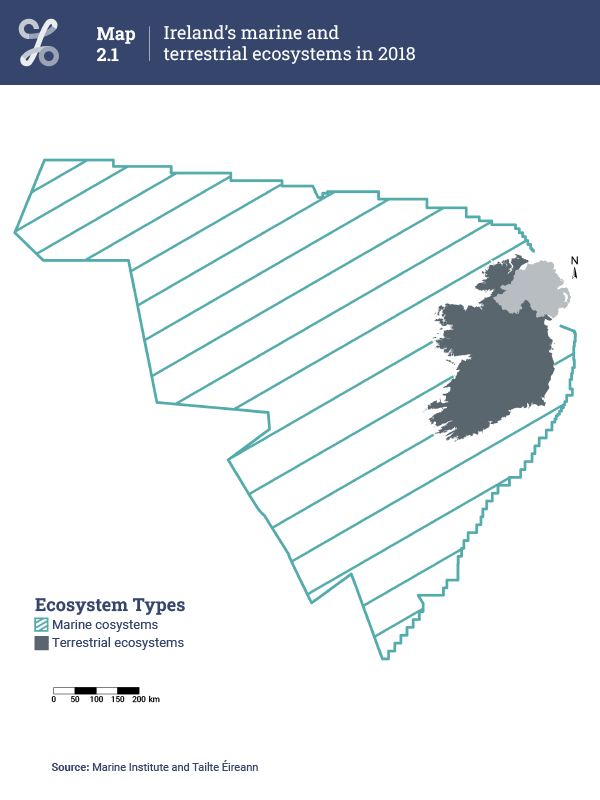 Map
2.1
Ireland's marine and
terrestrial ecosystems in 2018
N
Ecosystem Types
Marine cosystems
Terrestrial ecosystems
0 50 100 150 200 km
Source: Marine Institute and Tailte Éireann